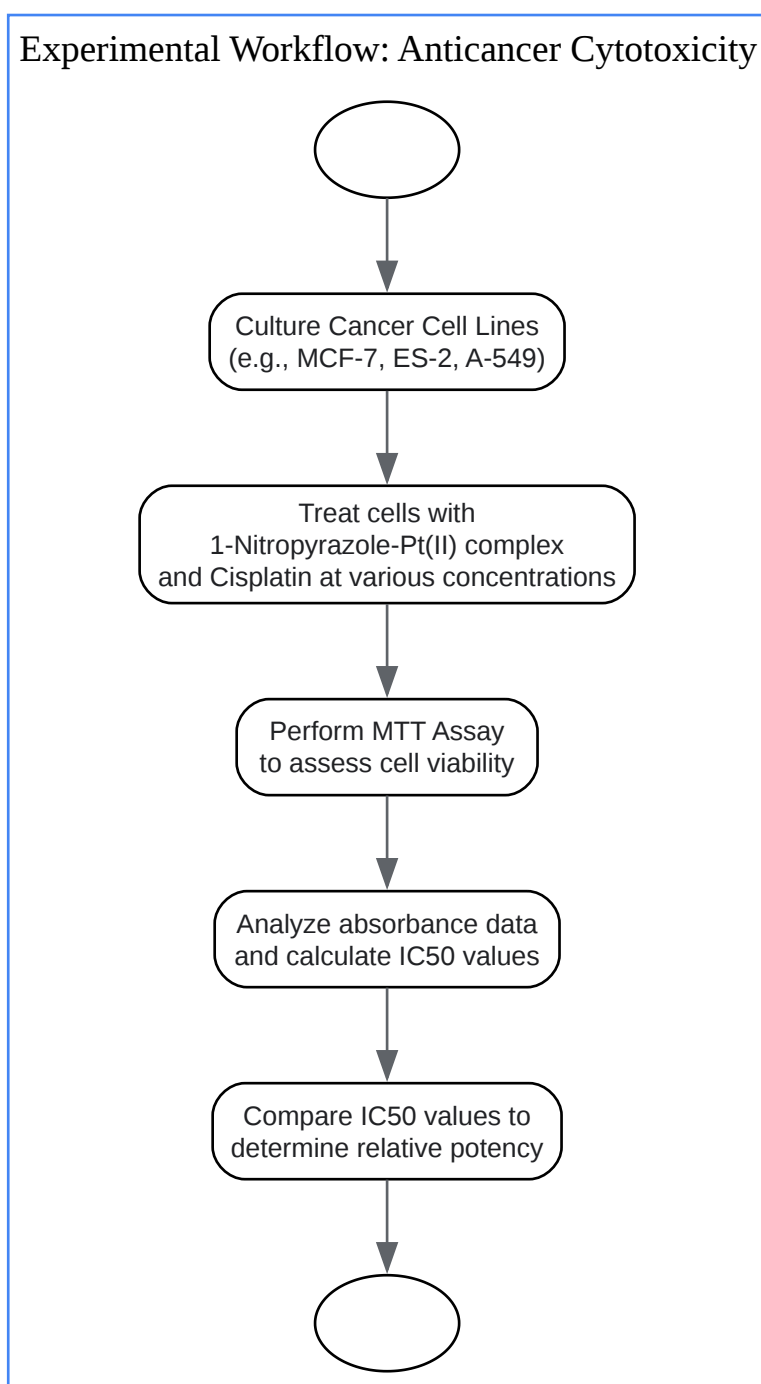 Experimental Workflow: Anticancer Cytotoxicity
Culture Cancer Cell Lines
(e.g., MCF-7, ES-2, A-549)
Treat cells with
1-Nitropyrazole-Pt(II) complex
and Cisplatin at various concentrations
Perform MTT Assay
to assess cell viability
Analyze absorbance data
and calculate IC50 values
Compare IC50 values to
determine relative potency